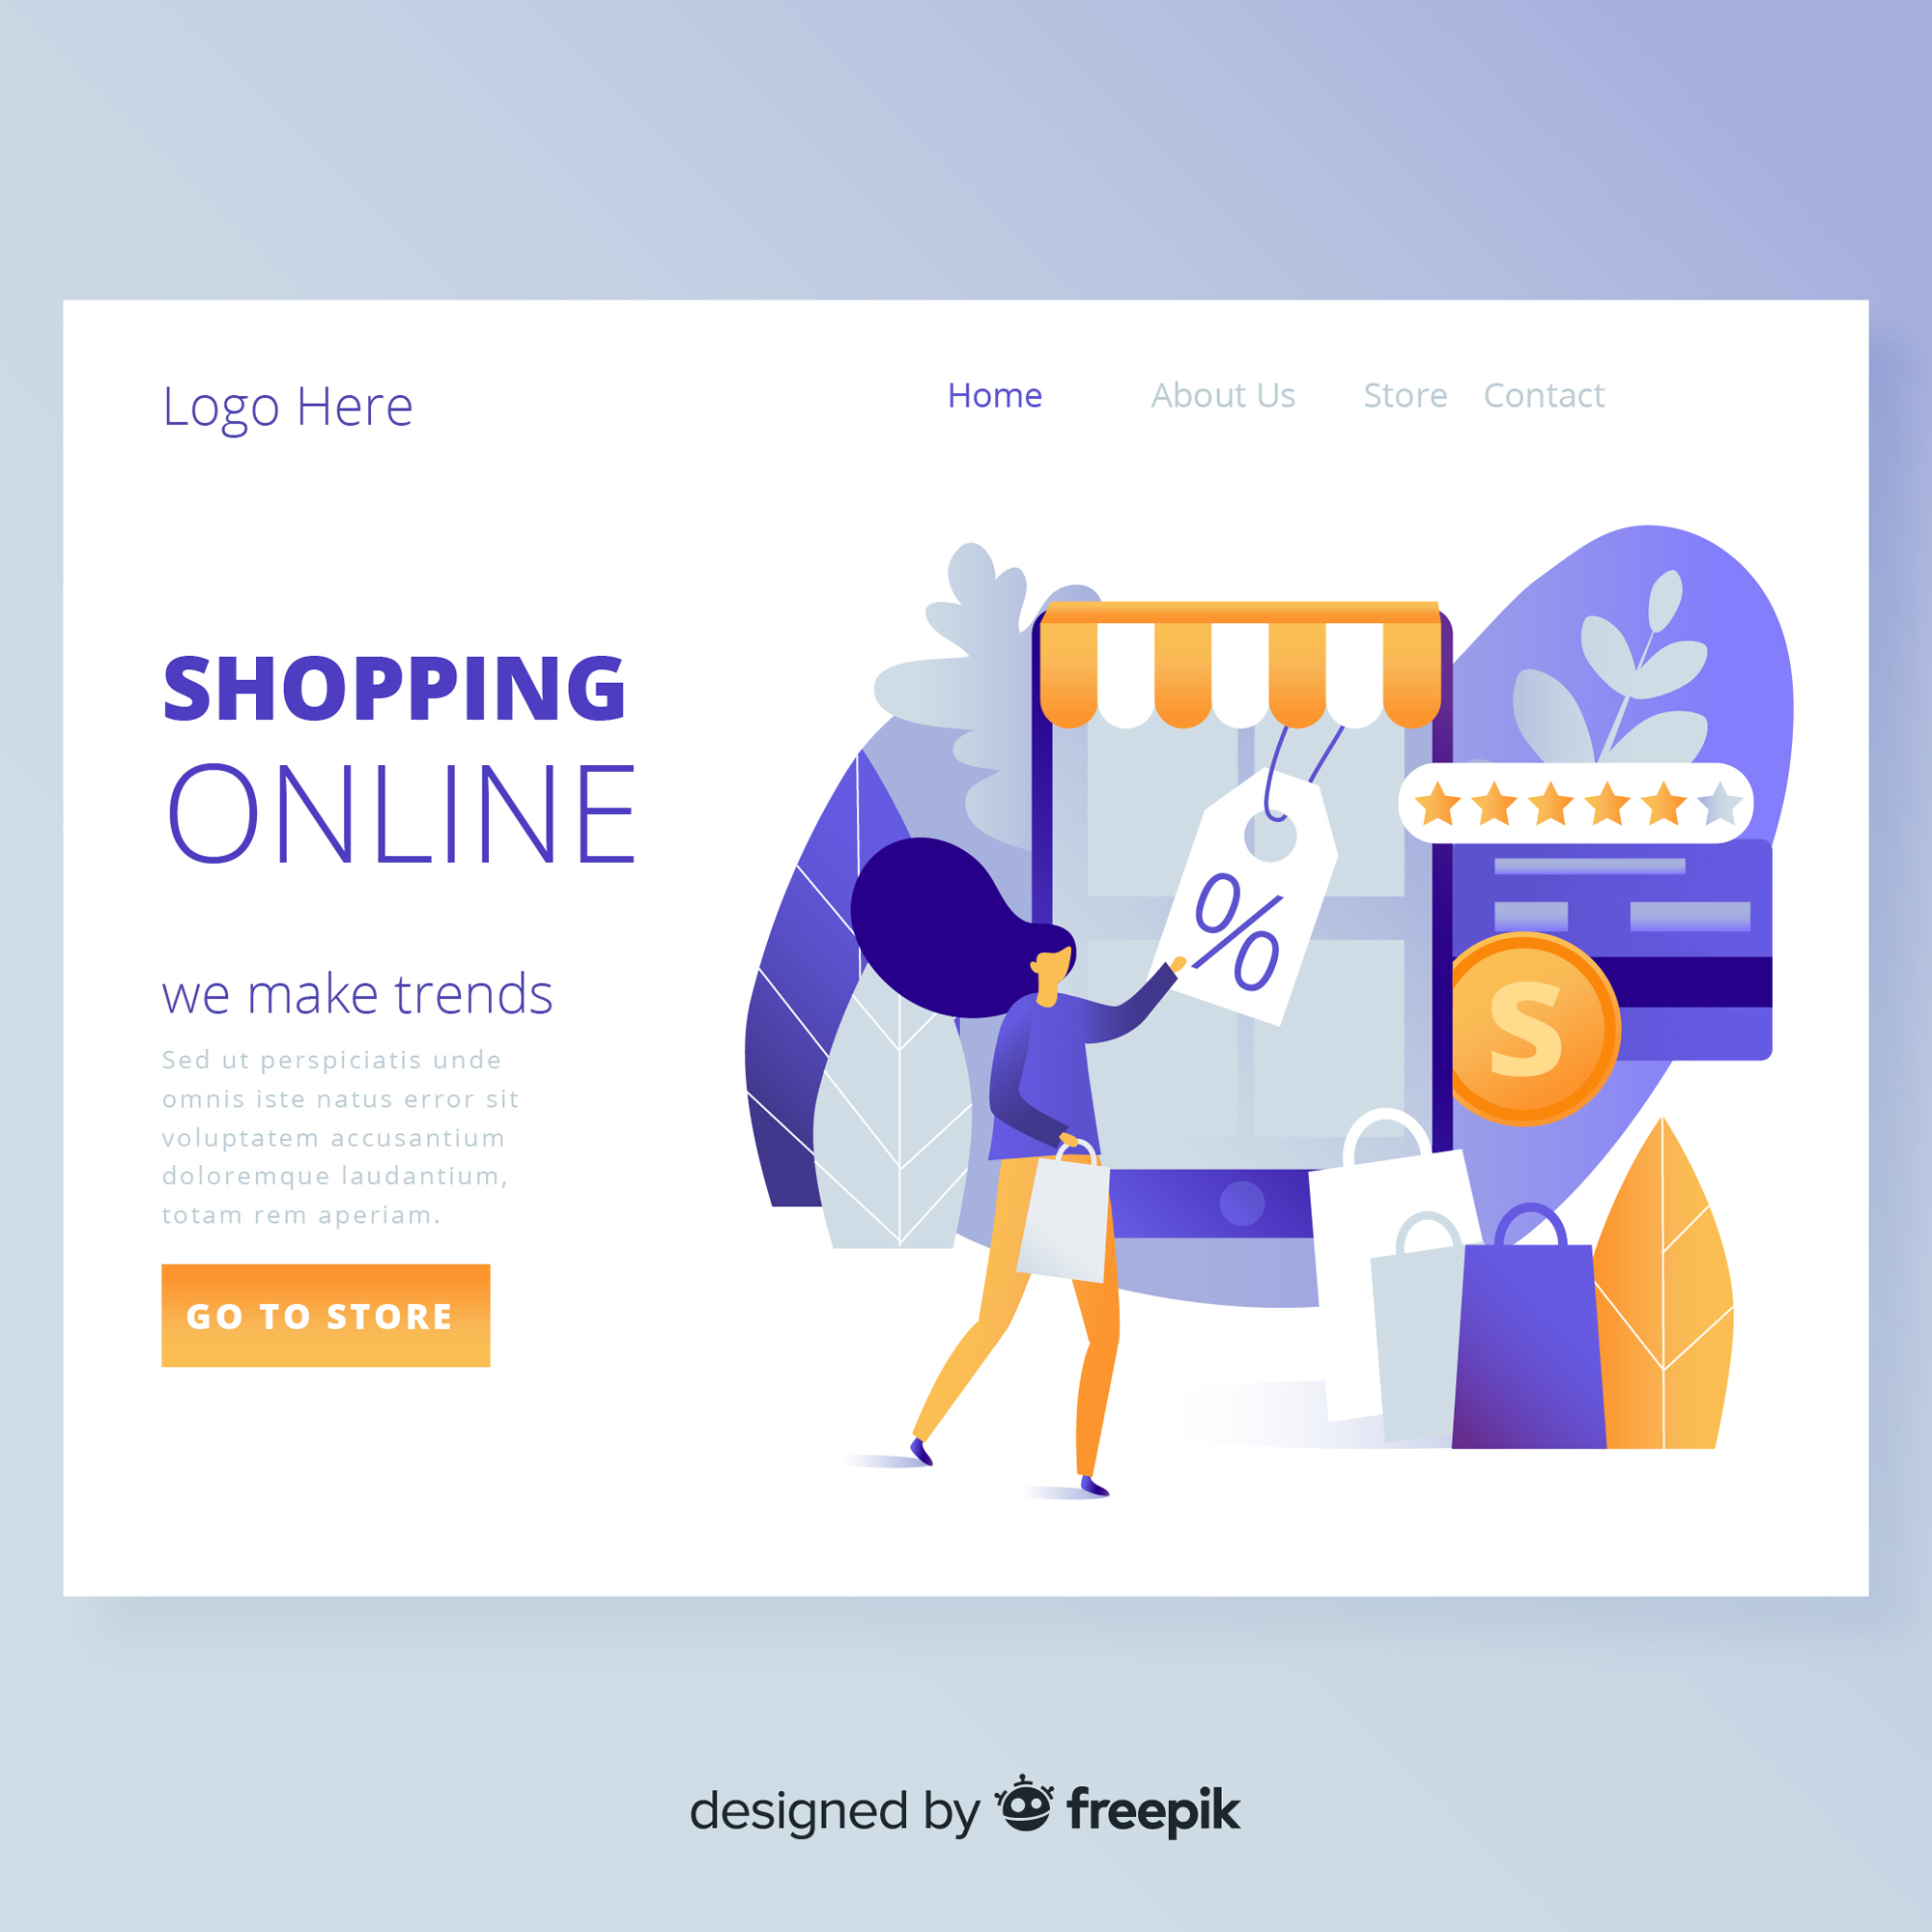 Logo Here
Home About Us Store Contact
SHOPPING
ONLINE
we make trends
Sed ut perspiciatis unde
omnis iste natus error sit
voluptatem accusantium
doloremque laudantium,
totam rem aperiam.
GO TO STORE
%
S
designed by freepik